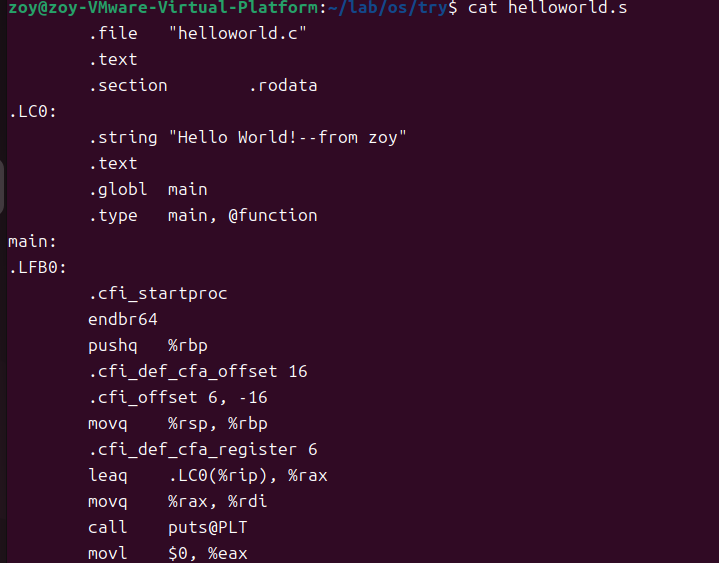 zoy@zoy-VMware-Virtual-Platform:~/lab/os/try$ cat helloworld.s
        .file   "helloworld.c"
        .text
        .section        .rodata
.LC0:
        .string "Hello World!--from zoy"
        .text
        .globl  main
        .type   main, @function
main:
.LFB0:
        .cfi_startproc
        endbr64
        pushq   %rbp
        .cfi_def_cfa_offset 16
        .cfi_offset 6, -16
        movq    %rsp, %rbp
        .cfi_def_cfa_register 6
        leaq    .LC0(%rip), %rax
        movq    %rax, %rdi
        call    puts@PLT
        movl    $0, %eax